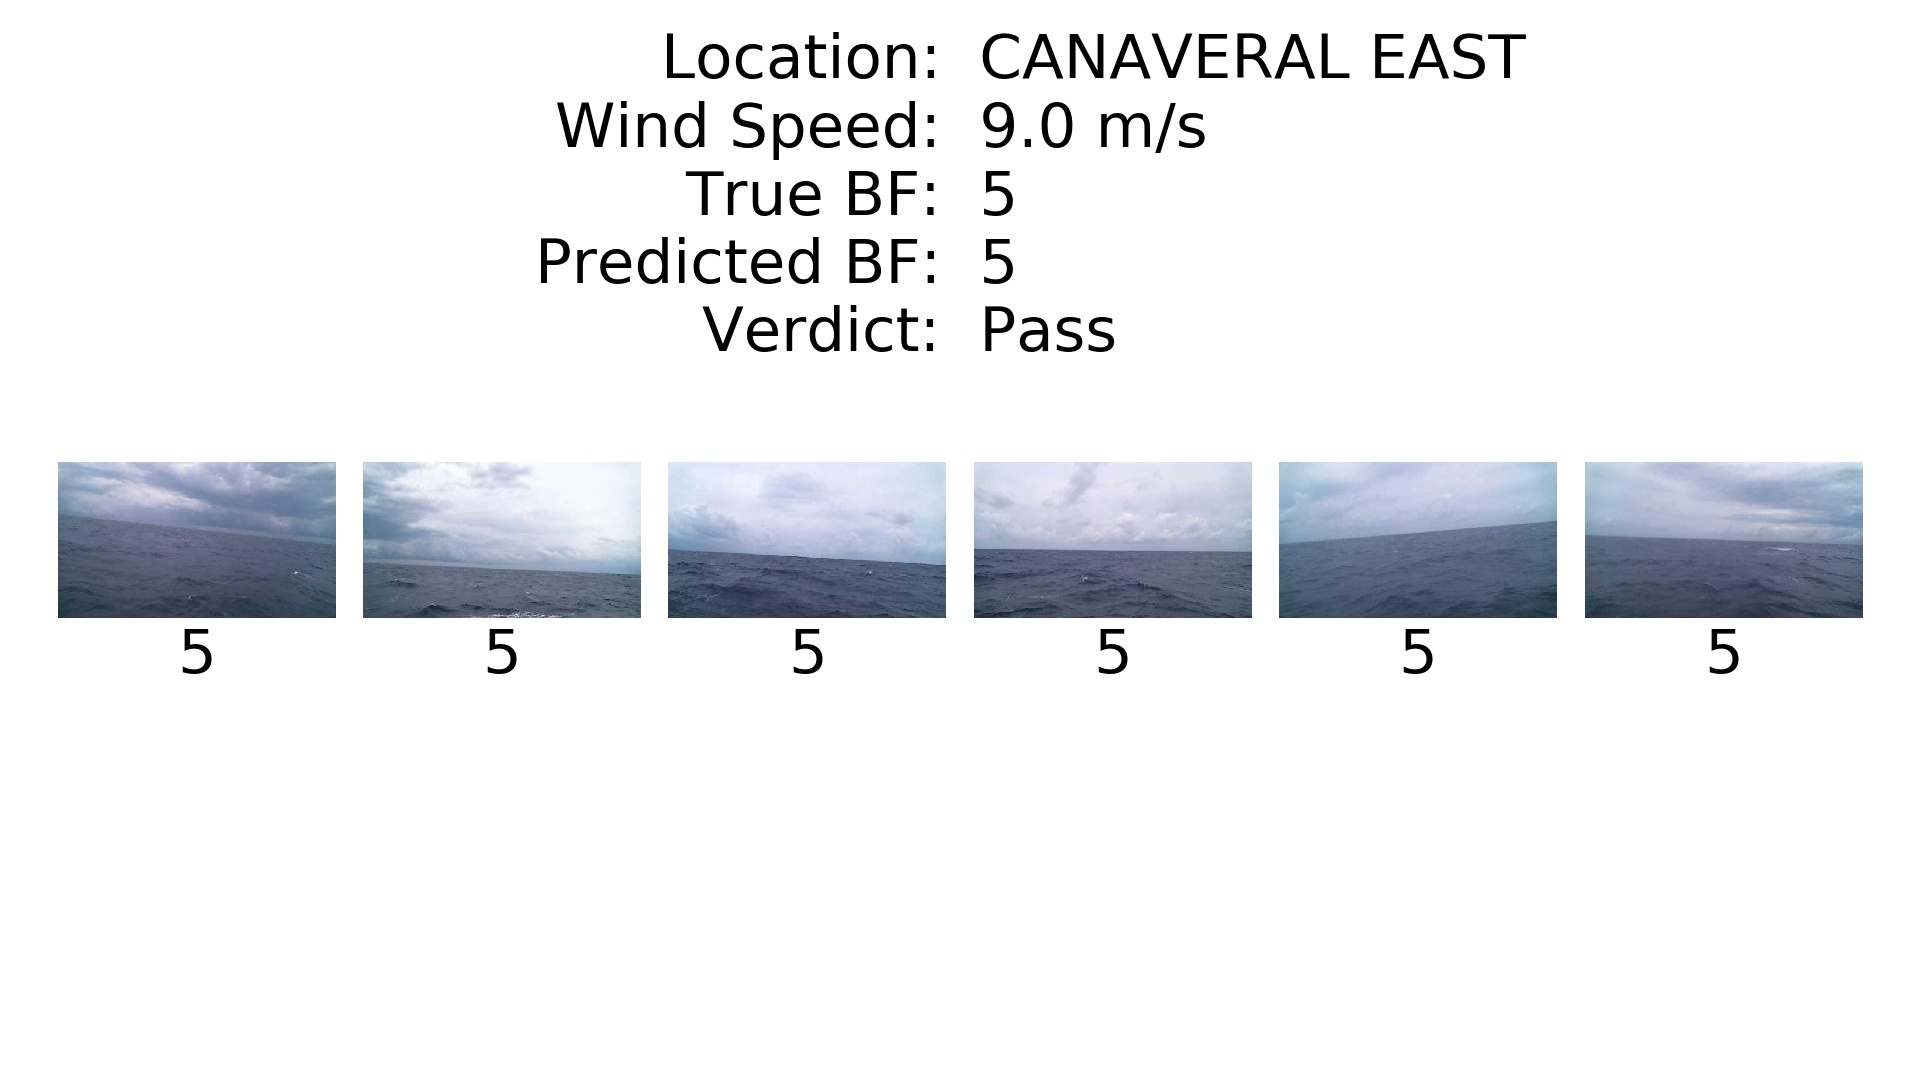 Location: CANAVERAL EAST
Wind Speed: 9.0 m/s
True BF: 5
Predicted BF: 5
Verdict: Pass
5 5 5 5 5 5